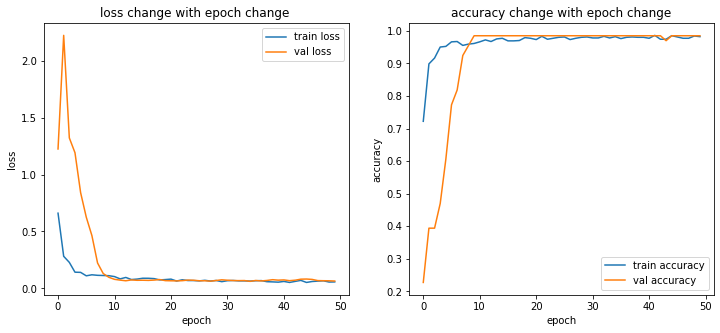 loss change with epoch change
train loss
val loss
2.0
1.5
1.0
0.5
0.0
loss
0 10 20 30 40 50
epoch
accuracy change with epoch change
1.0
0.9
0.8
0.7
0.6
0.5
0.4
0.3
0.2
accuracy
train accuracy
val accuracy
0 10 20 30 40 50
epoch